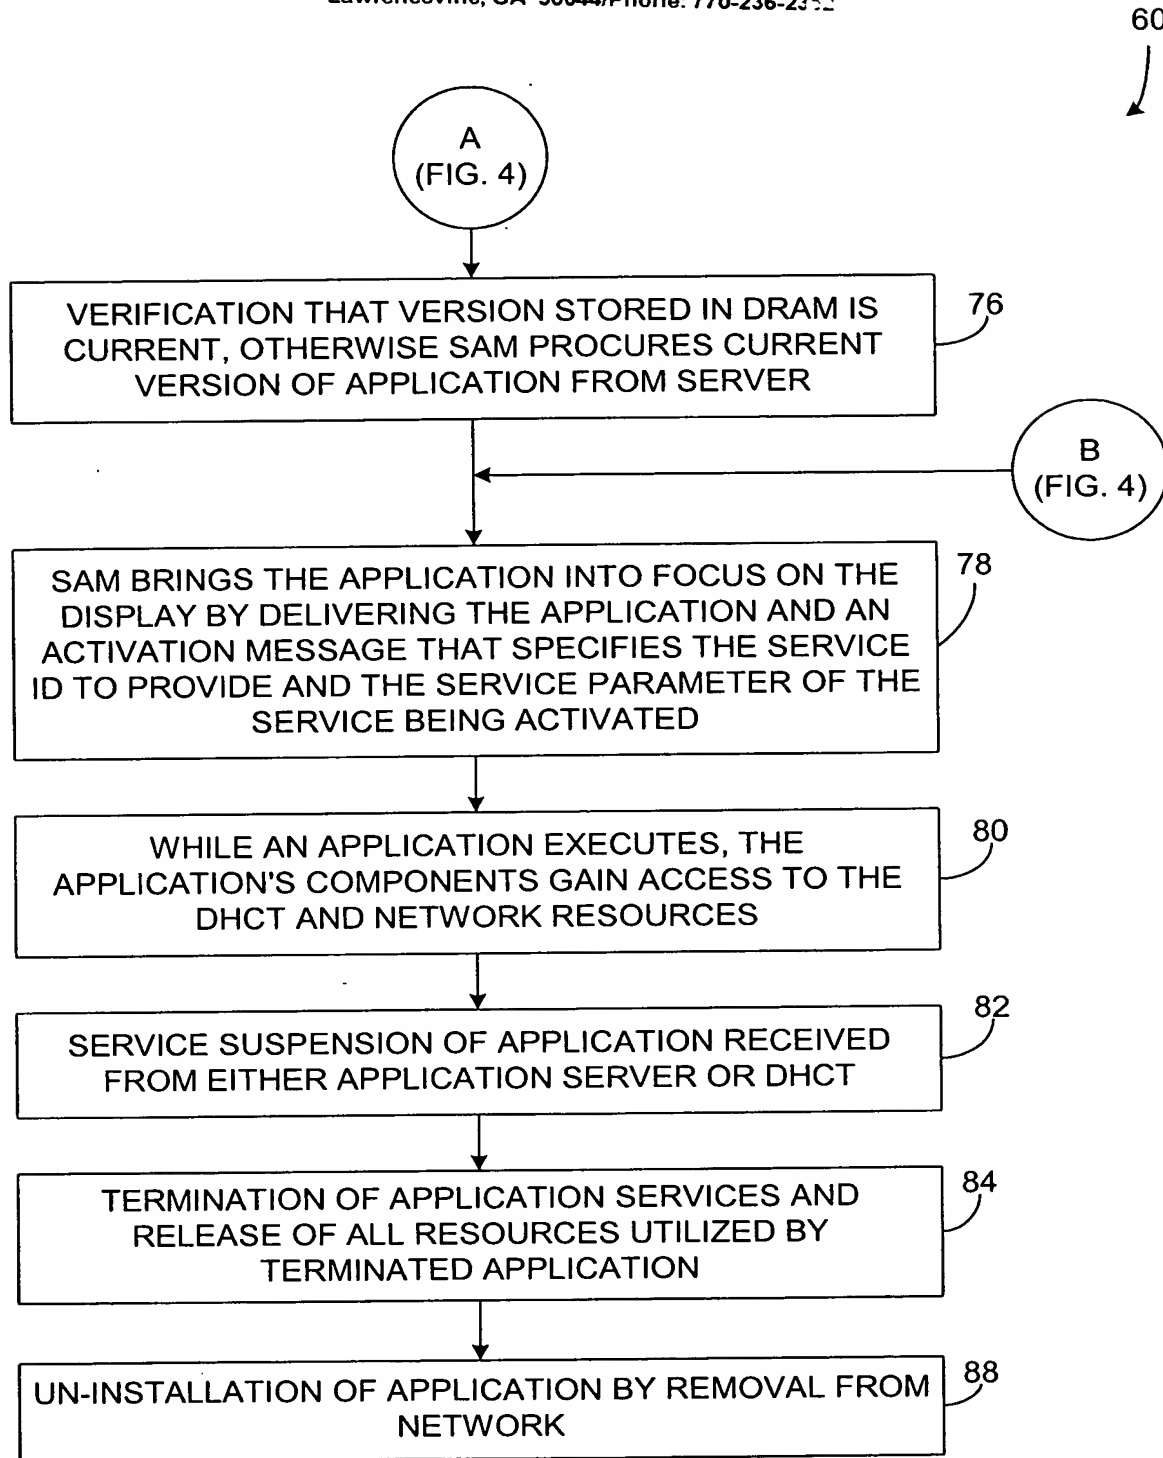 60
A
(FIG. 4)
VERIFICATION THAT VERSION STORED IN DRAM IS
CURRENT, OTHERWISE SAM PROCURES CURRENT
VERSION OF APPLICATION FROM SERVER
76
B
(FIG. 4)
SAM BRINGS THE APPLICATION INTO FOCUS ON THE
DISPLAY BY DELIVERING THE APPLICATION AND AN
ACTIVATION MESSAGE THAT SPECIFIES THE SERVICE
ID TO PROVIDE AND THE SERVICE PARAMETER OF THE
SERVICE BEING ACTIVATED
78
WHILE AN APPLICATION EXECUTES, THE
APPLICATION'S COMPONENTS GAIN ACCESS TO THE
DHCT AND NETWORK RESOURCES
80
SERVICE SUSPENSION OF APPLICATION RECEIVED
FROM EITHER APPLICATION SERVER OR DHCT
82
TERMINATION OF APPLICATION SERVICES AND
RELEASE OF ALL RESOURCES UTILIZED BY
TERMINATED APPLICATION
84
UN-INSTALLATION OF APPLICATION BY REMOVAL FROM
NETWORK
88